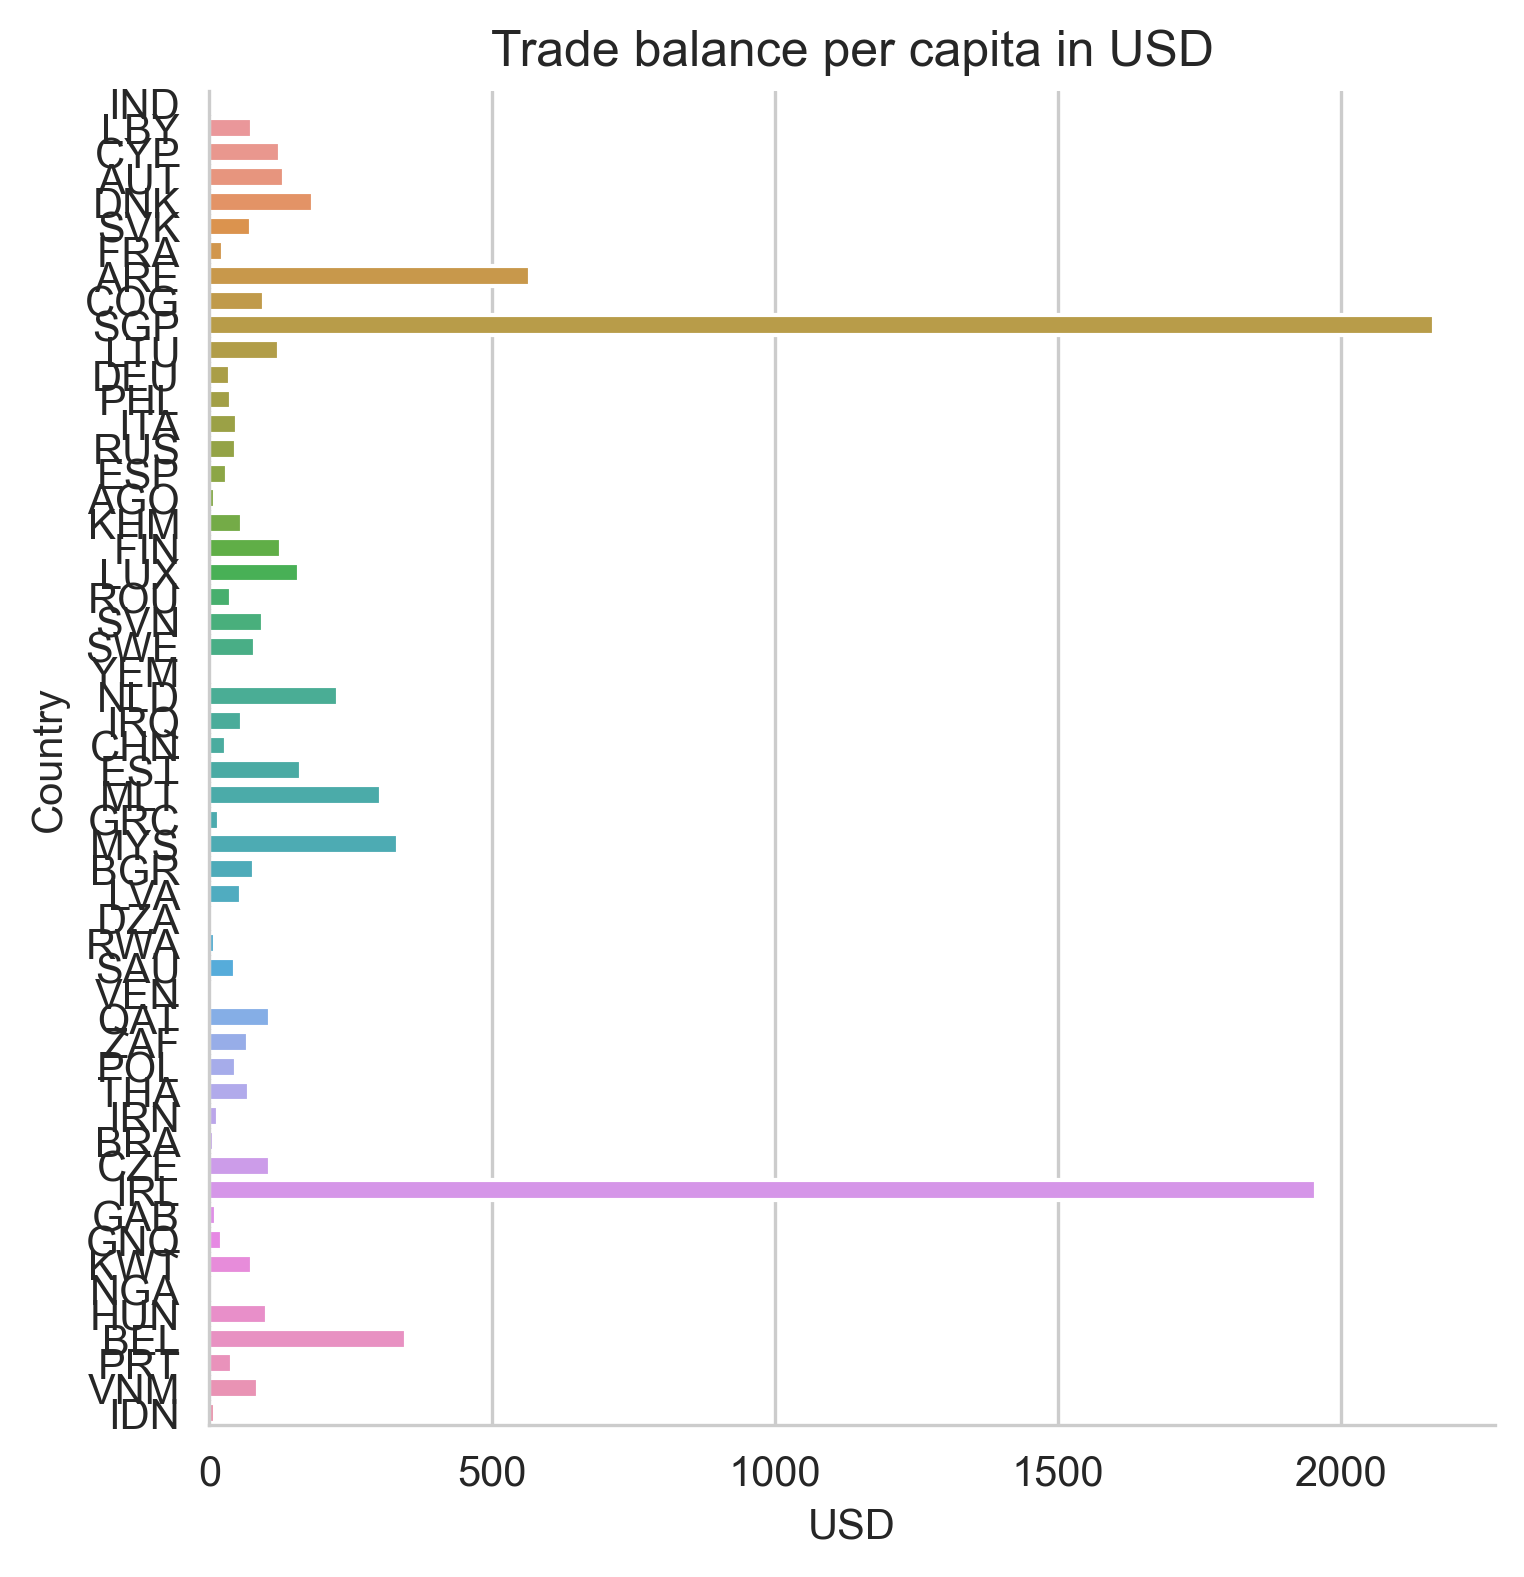 Trade balance per capita in USD
IND
LBY
CYP
AUT
DNK
SVK
FRA
ARE
COG
SGP
LTU
DEU
PHL
ITA
RUS
ESP
AGO
KHM
FIN
LUX
ROU
SVN
SWE
YEM
NLD
IRQ
CHN
EST
MLT
GRC
MYS
BGR
LVA
DZA
RWA
SAU
VEN
QAT
ZAF
POL
THA
IRN
BRA
CZE
IRL
GAB
GNQ
KWT
NGA
HUN
BEL
PRT
VNM
IDN
Country
0 500 1000 1500 2000
USD